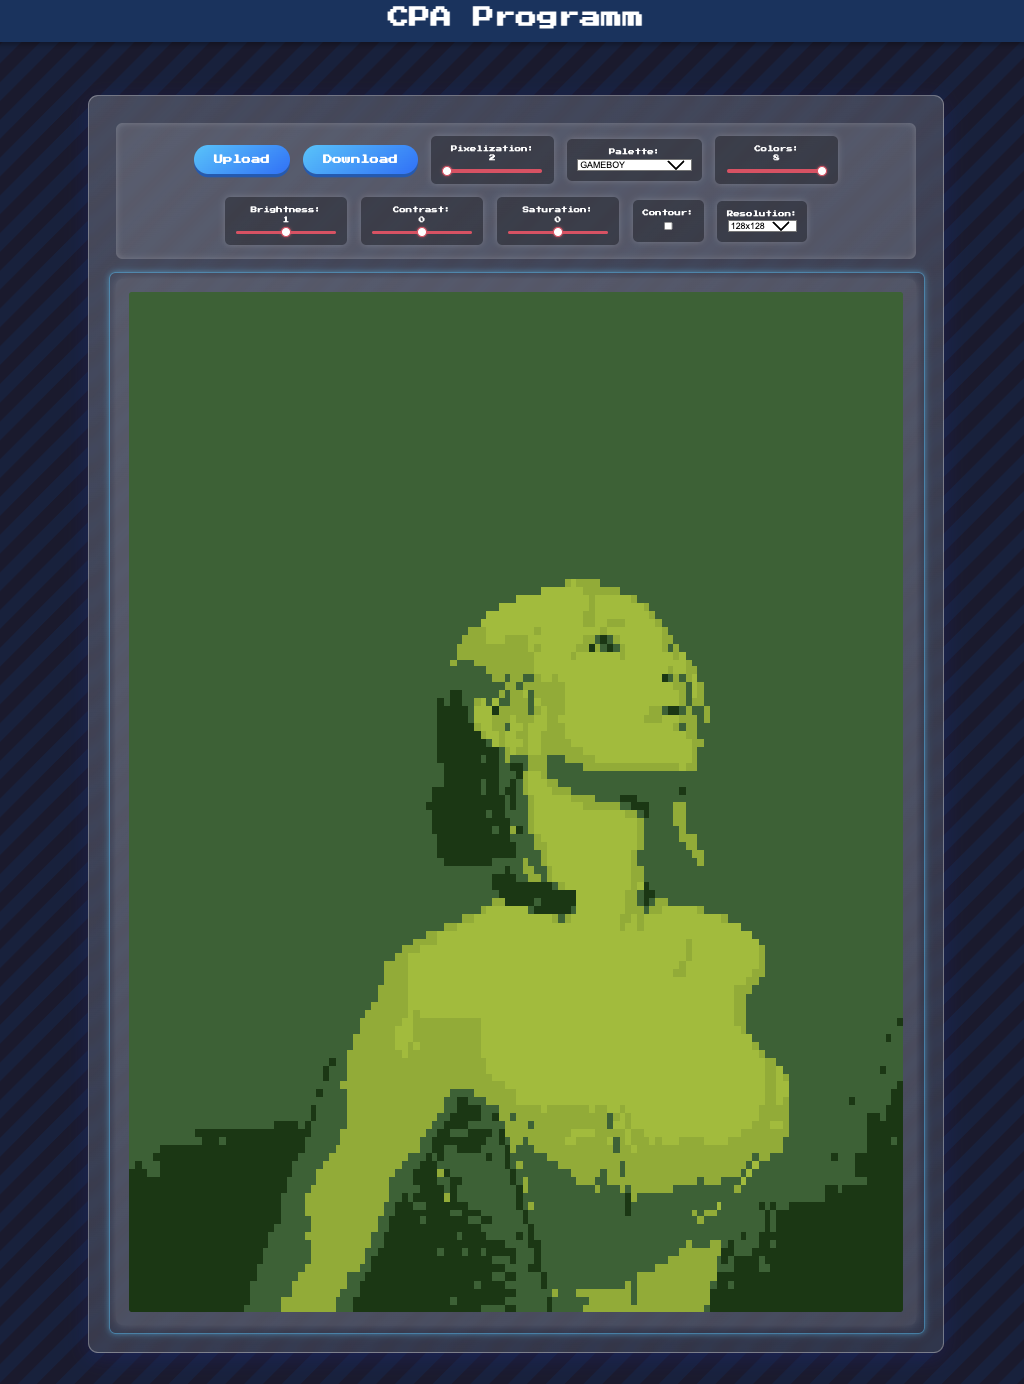 CPA Programm
Upload
Download
Pixelization:
2
Palette:
GAMEBOY
Colors:
8
Brightness:
1
Contrast:
0
Saturation:
0
Contour:
Resolution:
128x128